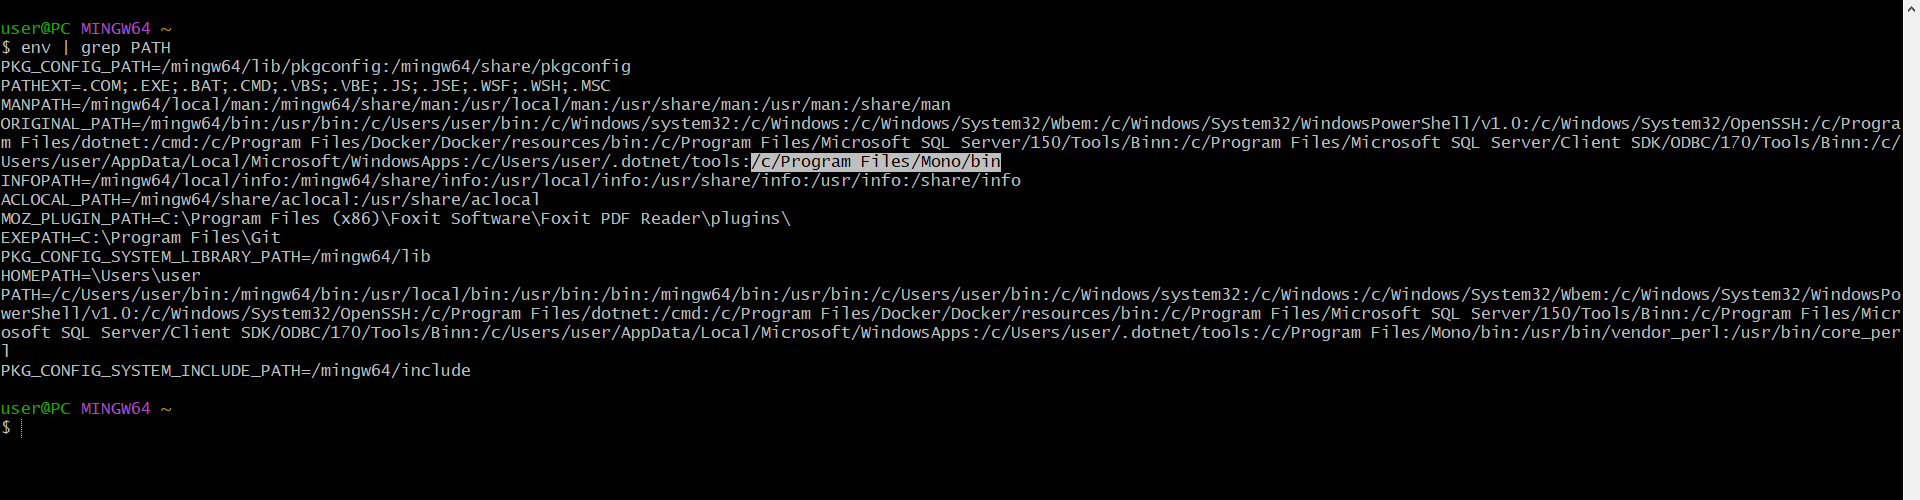 user@PC MINGW64 ~
$ env | grep PATH
PKG_CONFIG_PATH=/mingw64/lib/pkgconfig:/mingw64/share/pkgconfig
PATHEXT=.COM;.EXE;.BAT;.CMD;.VBS;.VBE;.JS;.JSE;.WSF;.WSH;.MSC
MANPATH=/mingw64/local/man:/mingw64/share/man:/usr/local/man:/usr/share/man:/usr/man:/share/man
ORIGINAL_PATH=/mingw64/bin:/usr/bin:/c/Users/user/bin:/c/Windows/system32:/c/Windows:/c/Windows/System32/Wbem:/c/Windows/System32/WindowsPowerShell/v1.0:/c/Windows/System32/OpenSSH:/c/Progra
m Files/dotnet:/cmd:/c/Program Files/Docker/Docker/resources/bin:/c/Program Files/Microsoft SQL Server/150/Tools/Binn:/c/Program Files/Microsoft SQL Server/Client SDK/ODBC/170/Tools/Binn:/c/
Users/user/AppData/Local/Microsoft/WindowsApps:/c/Users/user/.dotnet/tools:/c/Program Files/Mono/bin
INFOPATH=/mingw64/local/info:/mingw64/share/info:/usr/local/info:/usr/share/info:/usr/info:/share/info
ACLOCAL_PATH=/mingw64/share/aclocal:/usr/share/aclocal
MOZ_PLUGIN_PATH=C:\Program Files (x86)\Foxit Software\Foxit PDF Reader\plugins\
EXEPATH=C:\Program Files\Git
PKG_CONFIG_SYSTEM_LIBRARY_PATH=/mingw64/lib
HOMEPATH=\Users\user
PATH=/c/Users/user/bin:/mingw64/bin:/usr/local/bin:/usr/bin:/bin:/mingw64/bin:/usr/bin:/c/Users/user/bin:/c/Windows/system32:/c/Windows:/c/Windows/System32/Wbem:/c/Windows/System32/WindowsPo
werShell/v1.0:/c/Windows/System32/OpenSSH:/c/Program Files/dotnet:/cmd:/c/Program Files/Docker/Docker/resources/bin:/c/Program Files/Microsoft SQL Server/150/Tools/Binn:/c/Program Files/Micr
osoft SQL Server/Client SDK/ODBC/170/Tools/Binn:/c/Users/user/AppData/Local/Microsoft/WindowsApps:/c/Users/user/.dotnet/tools:/c/Program Files/Mono/bin:/usr/bin/vendor_perl:/usr/bin/core_per
l
PKG_CONFIG_SYSTEM_INCLUDE_PATH=/mingw64/include
user@PC MINGW64 ~
$